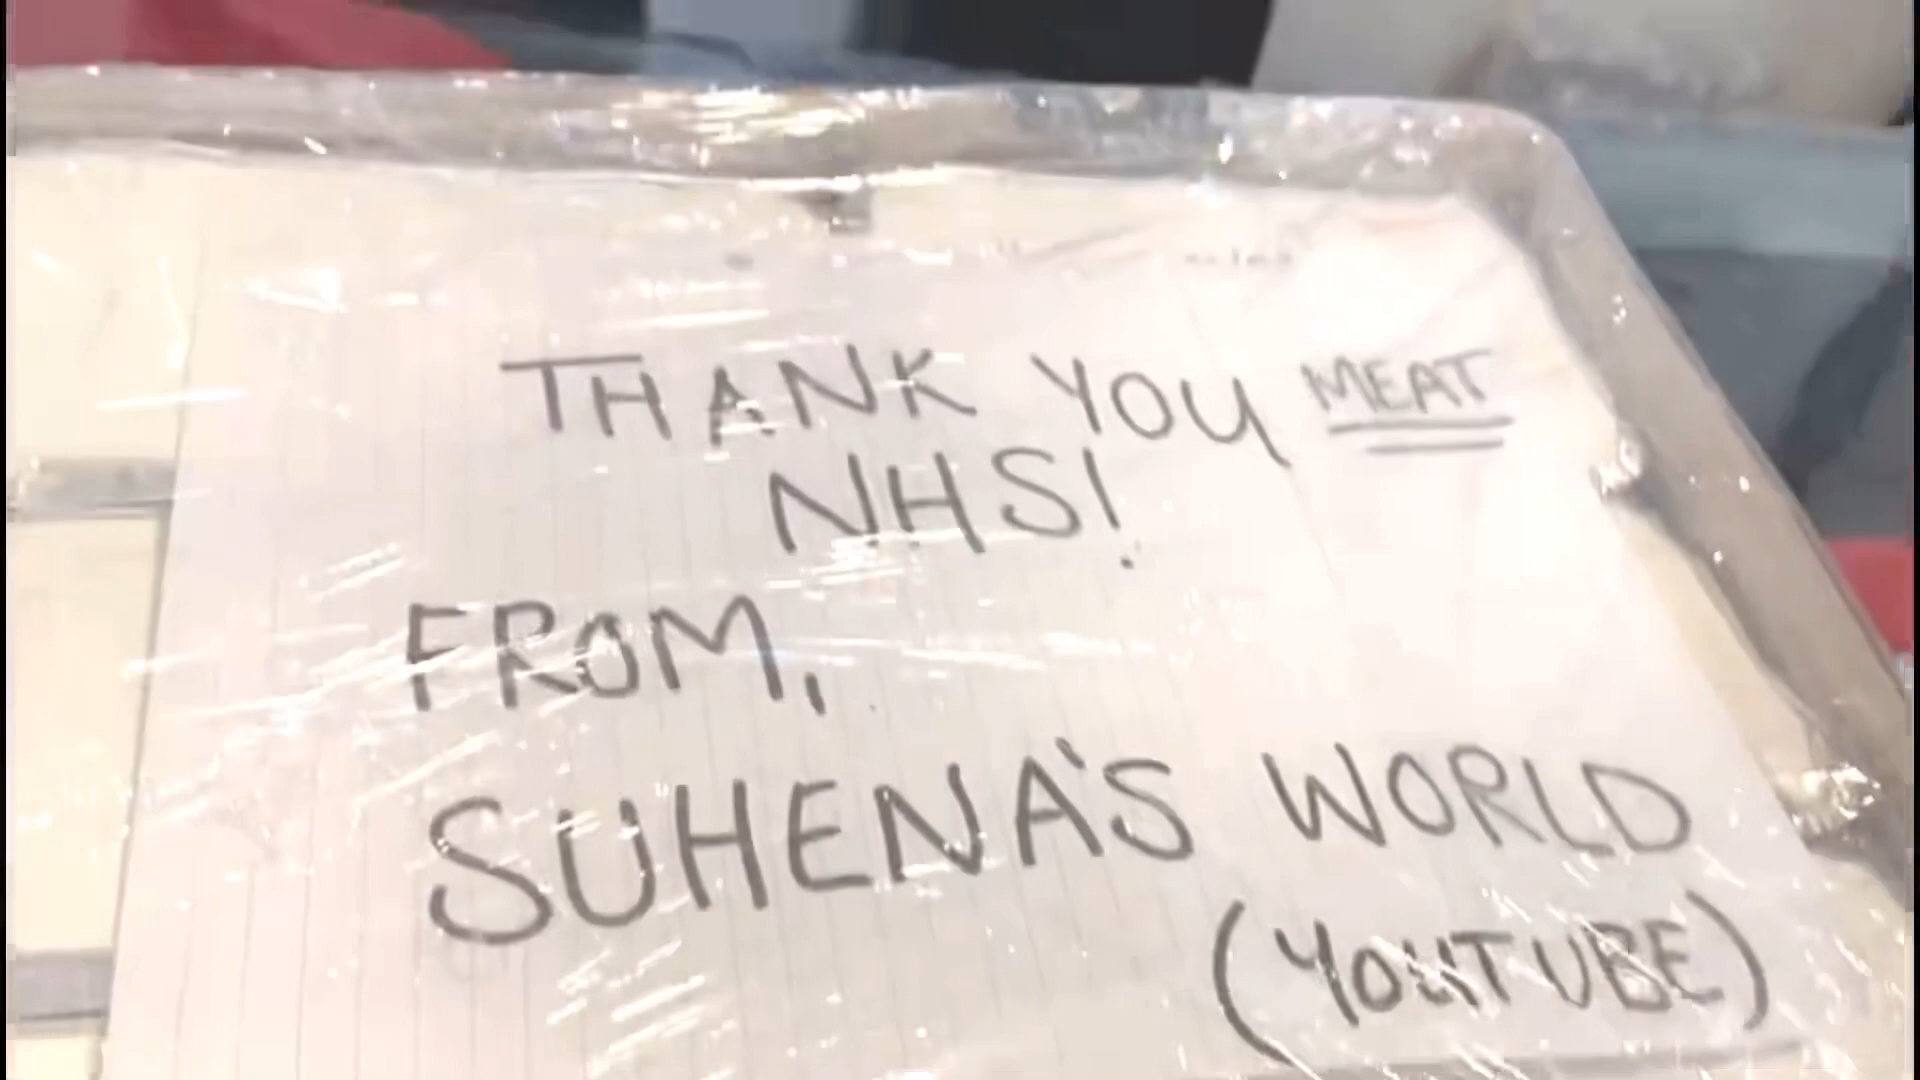 THANK YOU MEAT
NHS!
FROM,
SUHENA'S WORLD
(YOUTUBE)